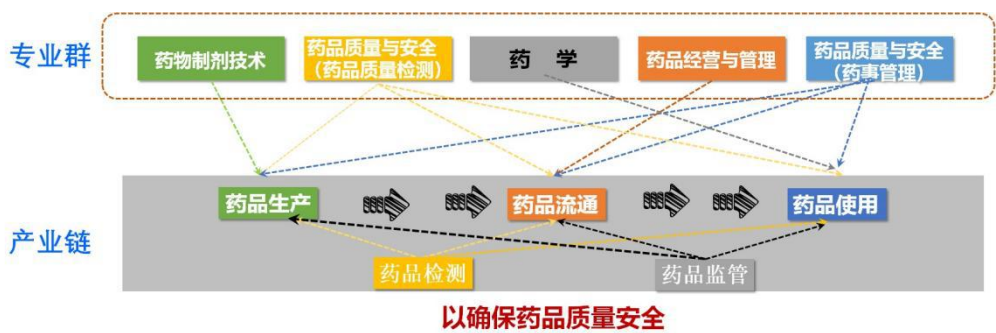 专业群
药物制剂技术
药品质量与安全
（药品质量检测）
药 学
药品经营与管理
药品质量与安全
（药事管理）
产业链
药品生产
药品流通
药品使用
药品检测
药品监管
以确保药品质量安全